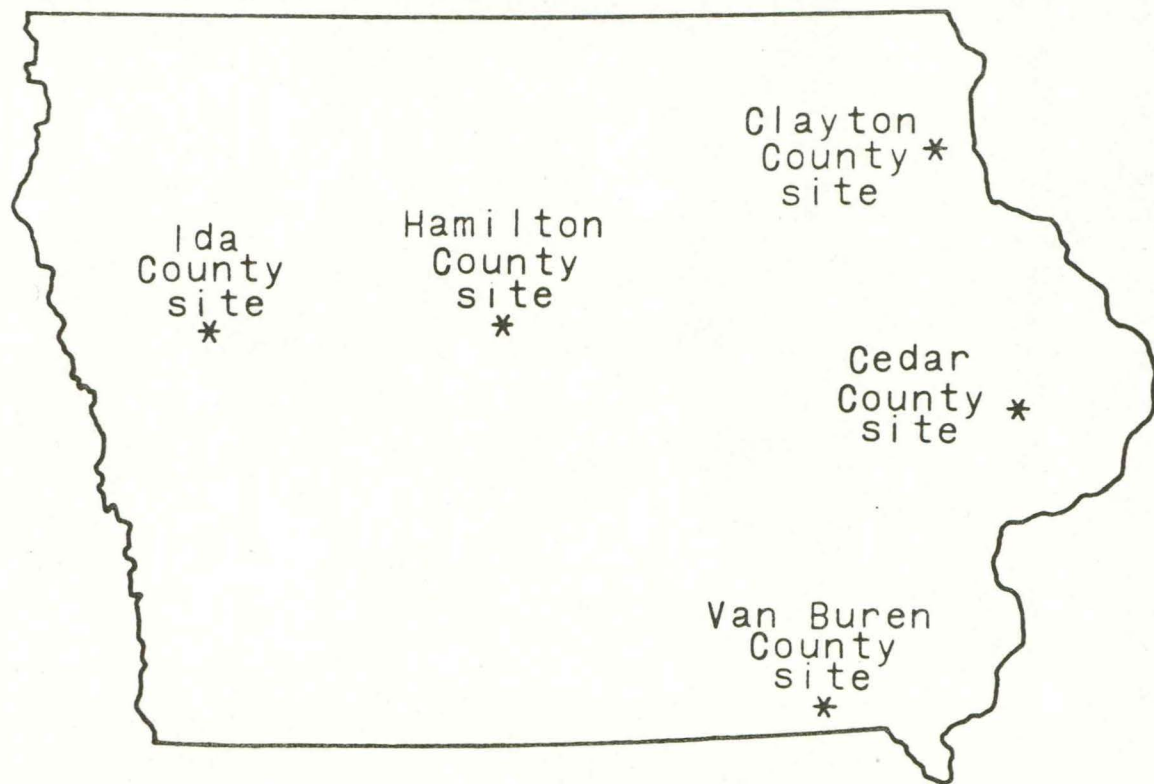 Clayton
County
site
Ida
County
site
Hamilton
County
site
Cedar
County
site
Van Buren
County
site